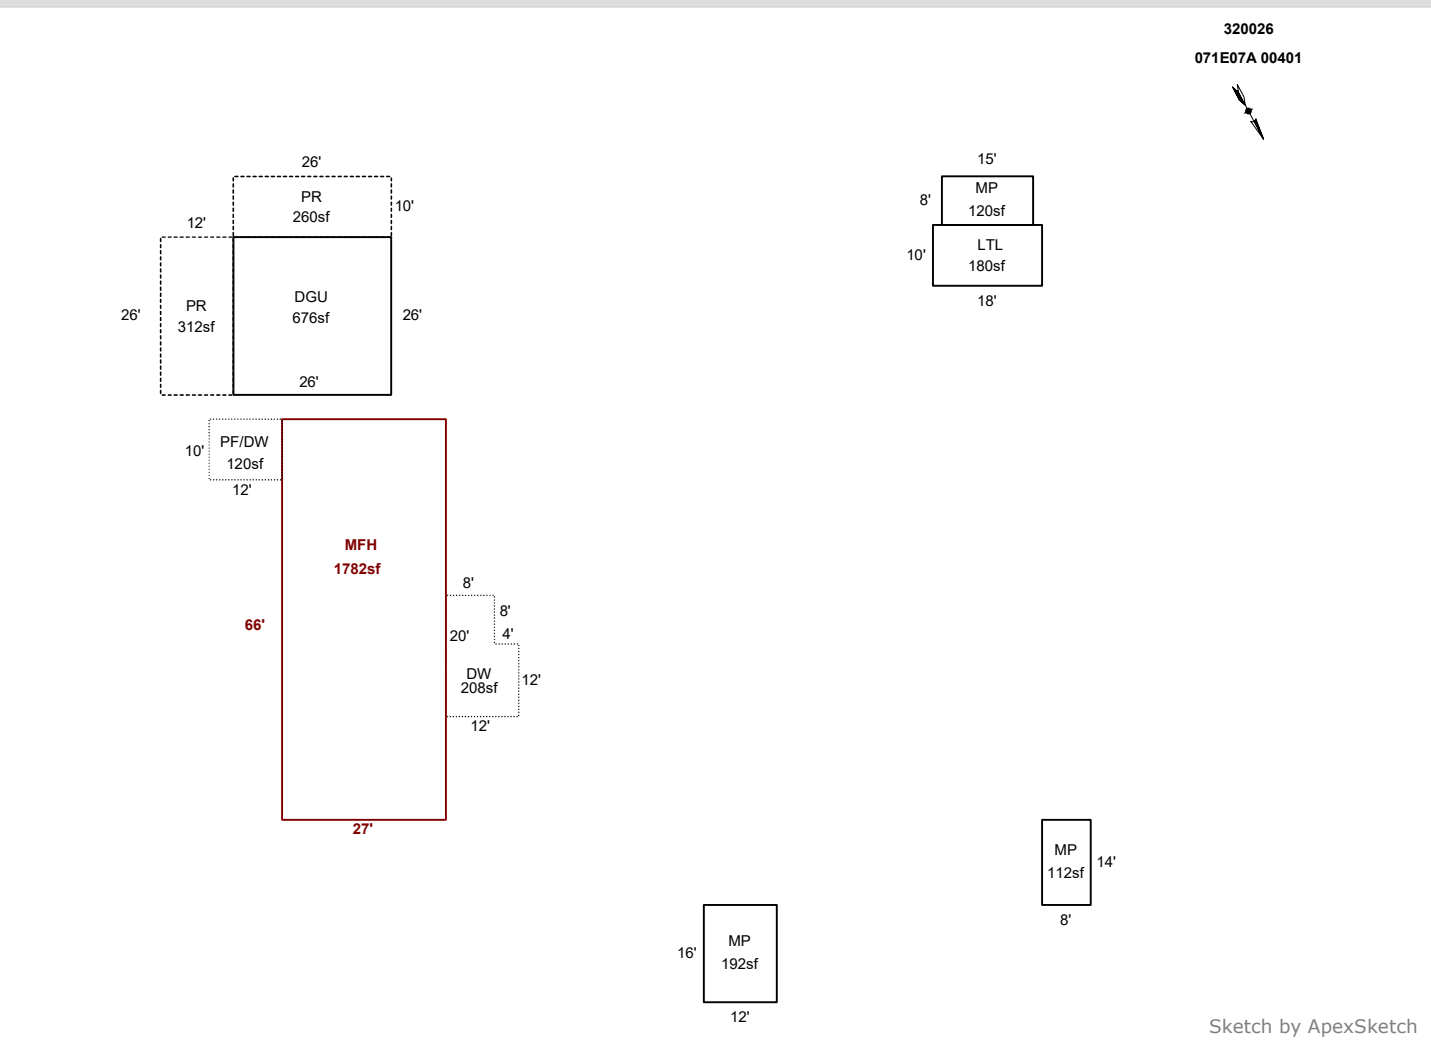 320026
071E07A 00401
26'
PR
260sf
10'
12'
26'
PR
312sf
DGU
676sf
26'
26'
15'
8'
MP
120sf
10'
LTL
180sf
18'
10'
PF/DW
120sf
12'
MFH
1782sf
66'
27'
8'
8'
20'
4'
DW
208sf
12'
12'
MP
112sf
14'
8'
16'
MP
192sf
12'
Sketch by ApexSketch